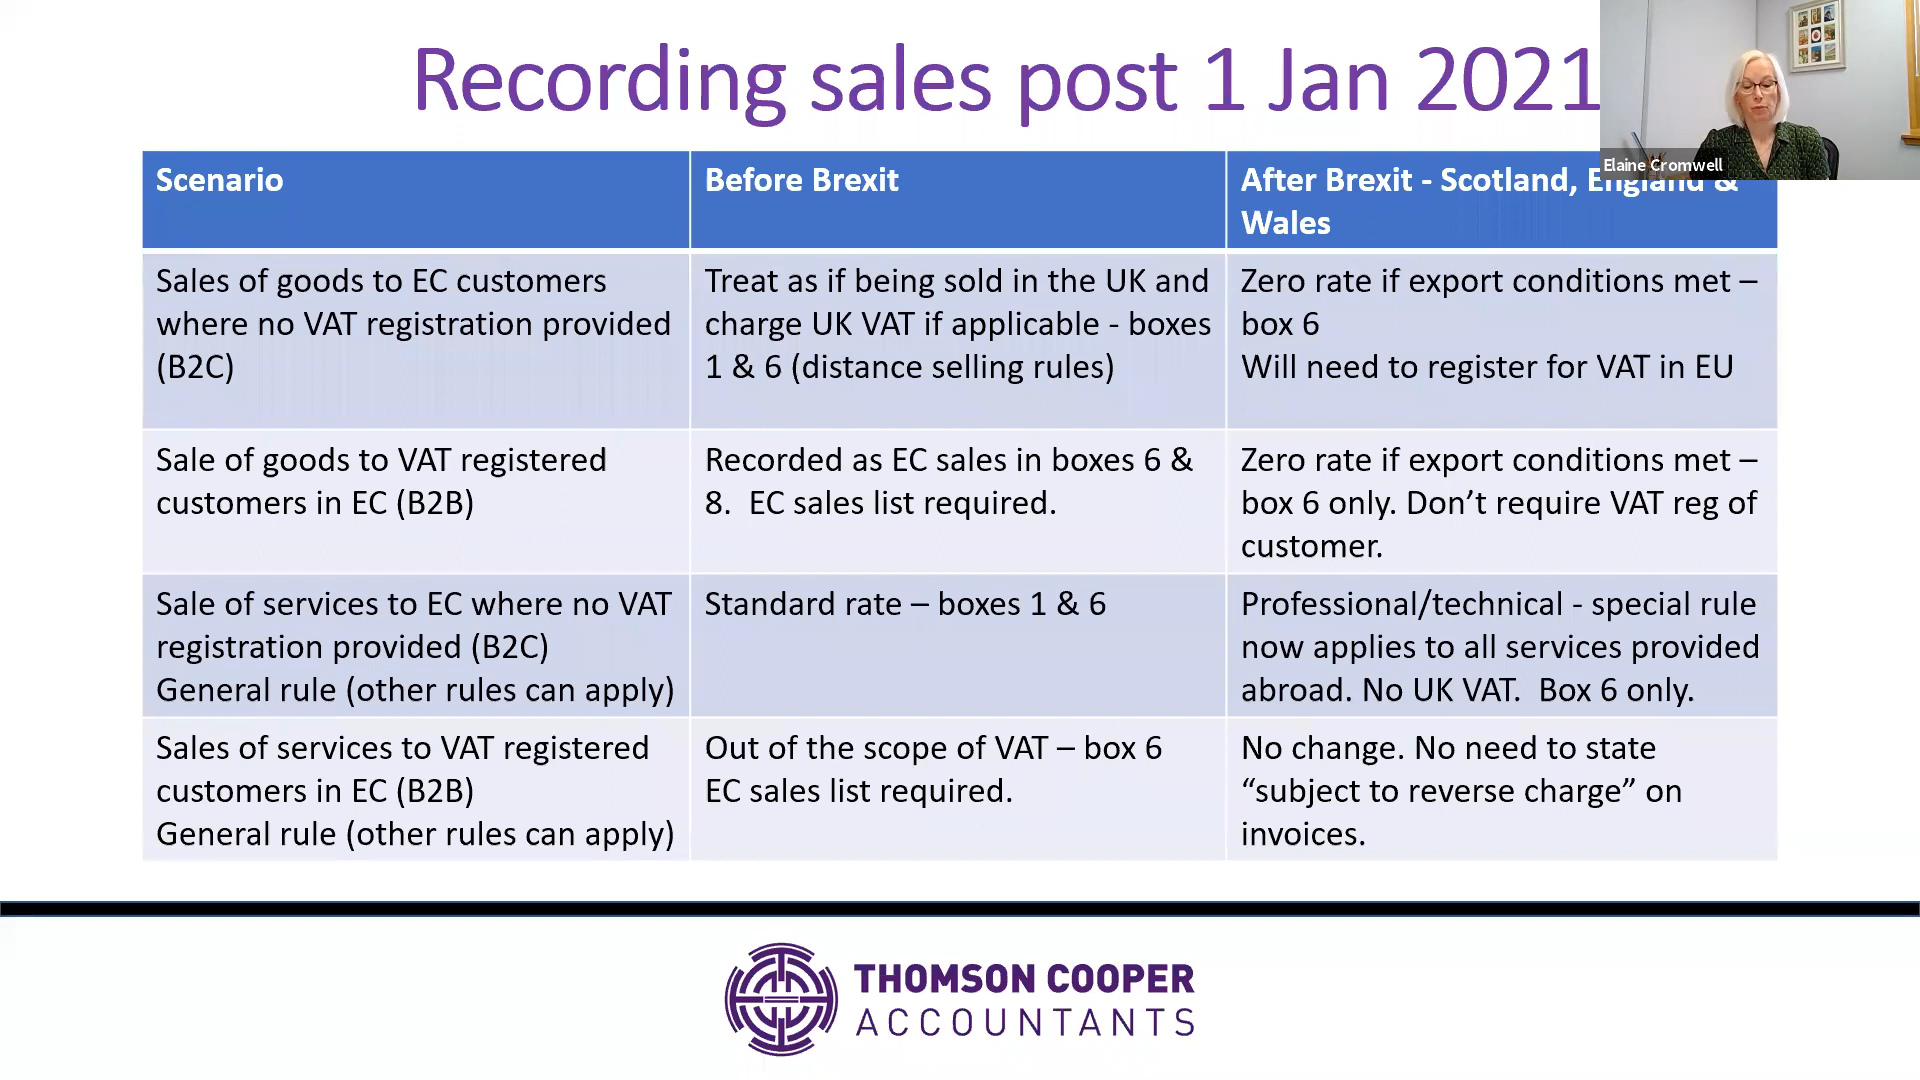 Recording sales post 1 Jan 2021
Elaine Cromwell
Scenario
Before Brexit
After Brexit - Scotland, England &
Wales
Sales of goods to EC customers
where no VAT registration provided
(B2C)
Treat as if being sold in the UK and
charge UK VAT if applicable - boxes
1 & 6 (distance selling rules)
Zero rate if export conditions met –
box 6
Will need to register for VAT in EU
Sale of goods to VAT registered
customers in EC (B2B)
Recorded as EC sales in boxes 6 &
8.  EC sales list required.
Zero rate if export conditions met –
box 6 only. Don’t require VAT reg of
customer.
Sale of services to EC where no VAT
registration provided (B2C)
General rule (other rules can apply)
Standard rate – boxes 1 & 6
Professional/technical - special rule
now applies to all services provided
abroad. No UK VAT.  Box 6 only.
Sales of services to VAT registered
customers in EC (B2B)
General rule (other rules can apply)
Out of the scope of VAT – box 6
EC sales list required.
No change. No need to state
“subject to reverse charge” on
invoices.
THOMSON COOPER
ACCOUNTANTS